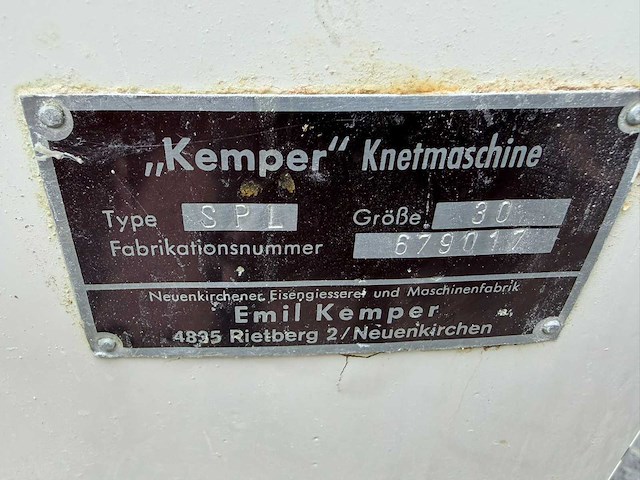 „Kemper“ Knetmaschine
Type SPL Größe 30
Fabrikationsnummer 679017
Neuenkirchener Eisengiesserei und Maschinenfabrik
Emil Kemper
4835 Rietberg 2/Neuenkirchen